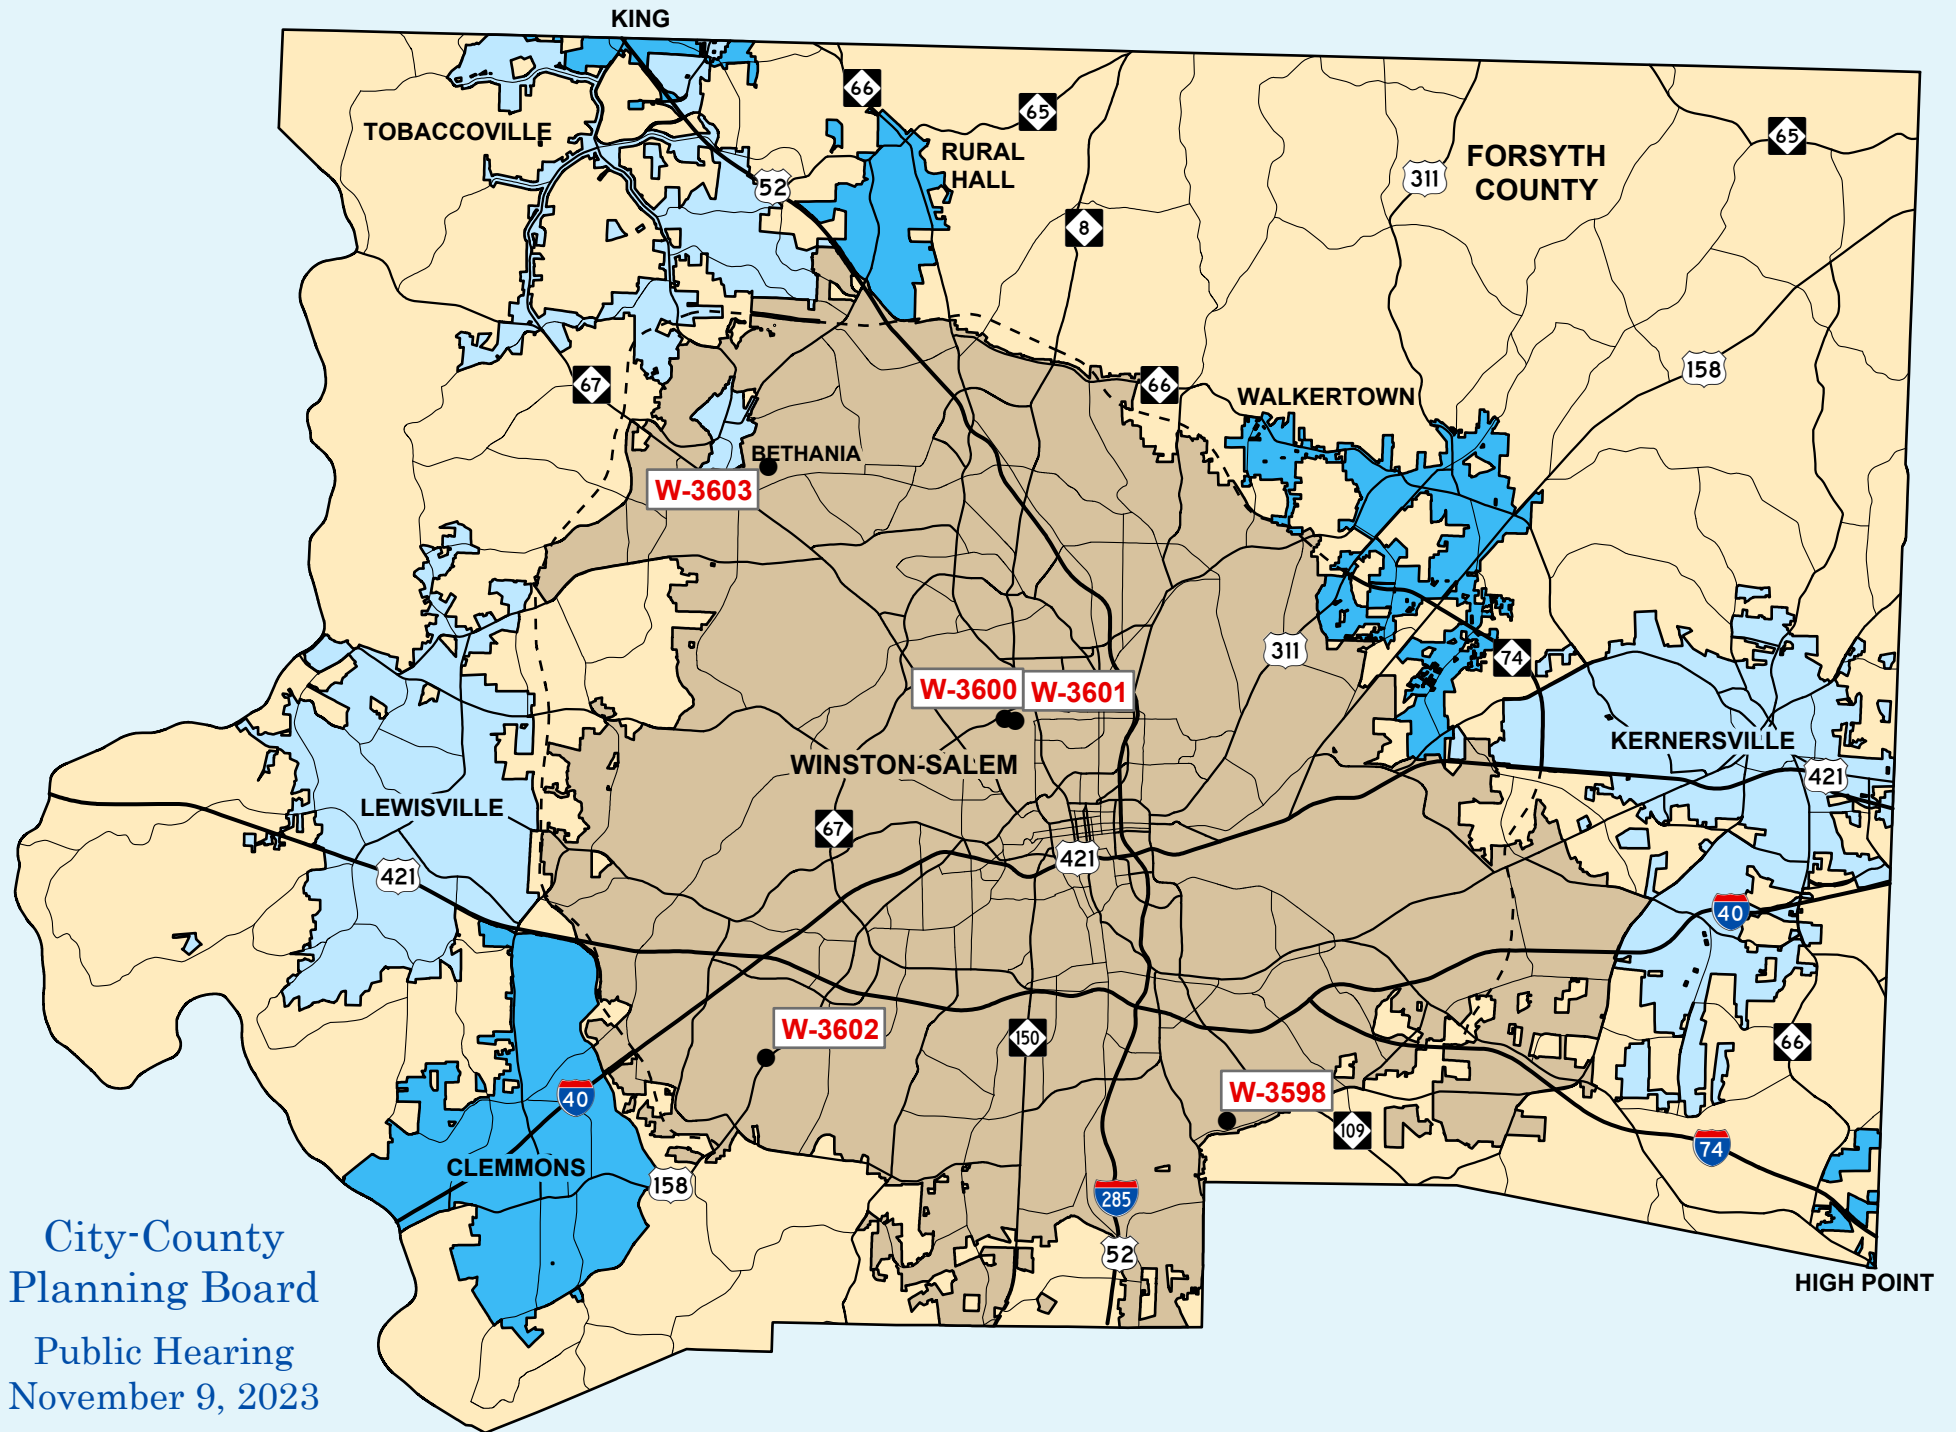 KING
66
65
65
TOBACCOVILLE
RURAL
HALL
FORSYTH
COUNTY
311
52
8
158
67
66
WALKERTOWN
BETHANIA
W-3603
311
74
W-3600
W-3601
KERNERSVILLE
WINSTON-SALEM
421
LEWISVILLE
67
421
421
40
W-3602
150
66
W-3598
40
109
74
CLEMMONS
158
285
52
City-County
Planning Board
HIGH POINT
Public Hearing
November 9, 2023